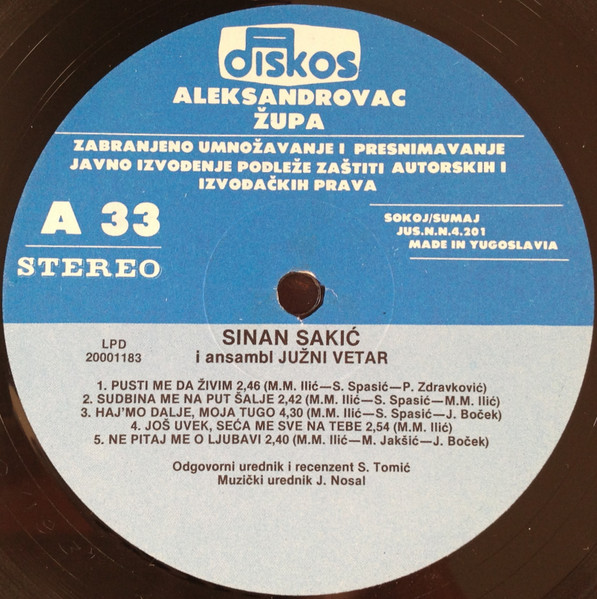 diskos
ALEKSANDROVAC
ŽUPA
ZABRANJENO UMNOŽAVANJE I PRESNIMAVANJE
JAVNO IZVOĐENJE PODLEŽE ZAŠTITI AUTORSKIH I
IZVOĐAČKIH PRAVA
A 33
STEREO
SOKOJ/SUMAJ
JUS.N.N.4.201
MADE IN YUGOSLAVIA
LPD
20001183
SINAN SAKIĆ
i ansambl JUŽNI VETAR
1. PUSTI ME DA ŽIVIM 2,46 (M.M. Ilić—S. Spasić—P. Zdravković)
2. SUDBINA ME NA PUT ŠALJE 2,42 (M.M. Ilić—S. Spasić—M.M. Ilić)
3. HAJ'MO DALJE, MOJA TUGO 4,30 (M.M. Ilić—S. Spasić—J. Boček)
4. JOŠ UVEK, SEĆA ME SVE NA TEBE 2,54 (M.M. Ilić)
5. NE PITAJ ME O LJUBAVI 2,40 (M.M. Ilić—M. Jakšić—J. Boček)
Odgovorni urednik i recenzent S. Tomić
Muzički urednik J. Nosal